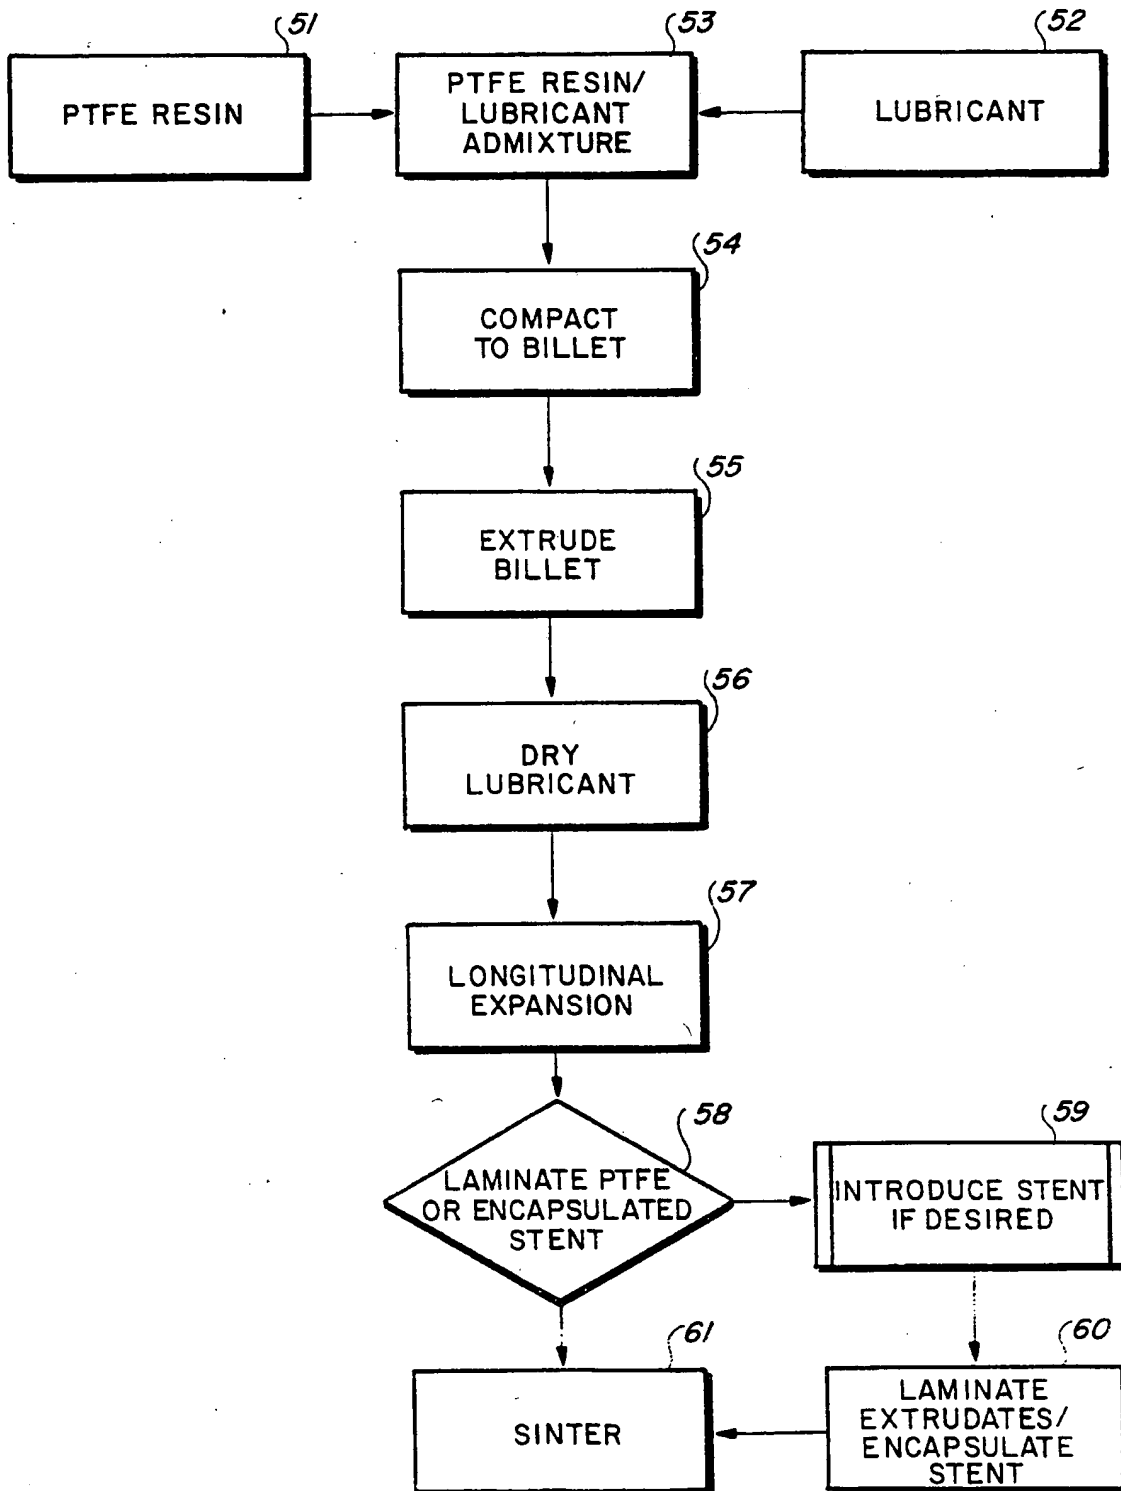 51
53
52
PTFE RESIN
PTFE RESIN/
LUBRICANT
ADMIXTURE
LUBRICANT
54
COMPACT
TO BILLET
55
EXTRUDE
BILLET
56
DRY
LUBRICANT
57
LONGITUDINAL
EXPANSION
58
LAMINATE PTFE
OR ENCAPSULATED
STENT
59
INTRODUCE STENT
IF DESIRED
61
SINTER
60
LAMINATE
EXTRUDATES/
ENCAPSULATE
STENT